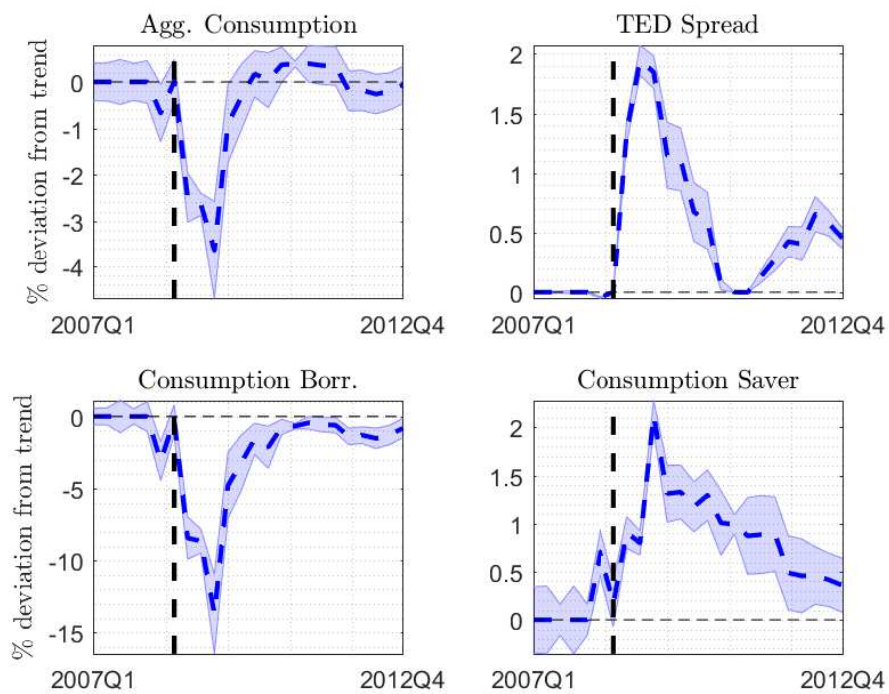 Agg. Consumption
% deviation from trend
0
-1
-2
-3
-4
2007Q1
2012Q4
TED Spread
2
1.5
1
0.5
0
2007Q1
2012Q4
Consumption Borr.
% deviation from trend
0
-5
-10
-15
2007Q1
2012Q4
Consumption Saver
2
1.5
1
0.5
0
2007Q1
2012Q4